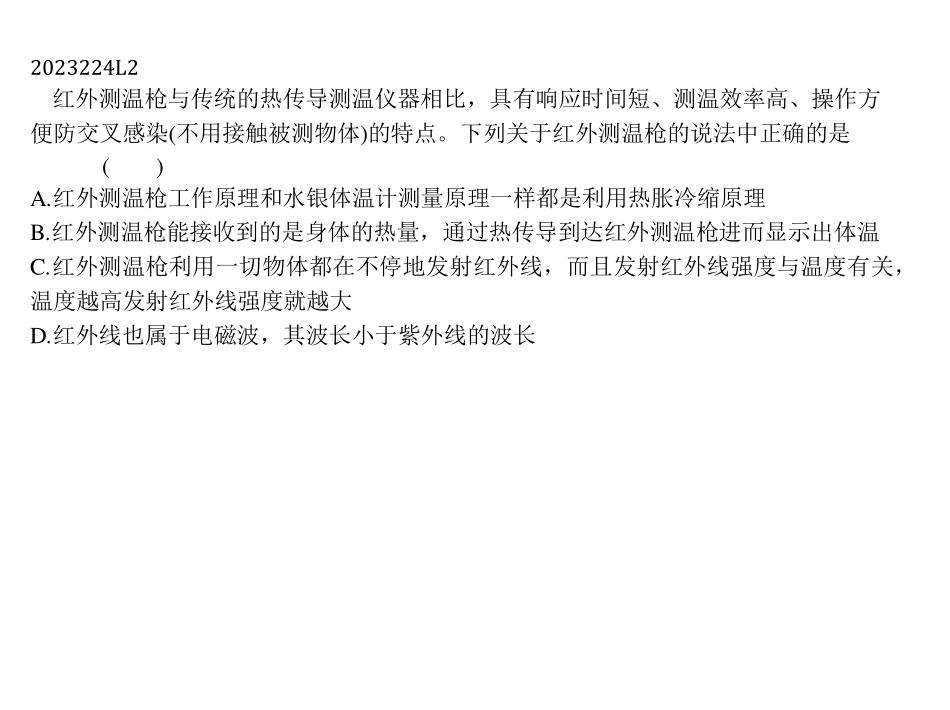 2023224L2
红外测温枪与传统的热传导测温仪器相比，具有响应时间短、测温效率高、操作方
便防交叉感染(不用接触被测物体)的特点。下列关于红外测温枪的说法中正确的是
(　　)
A.红外测温枪工作原理和水银体温计测量原理一样都是利用热胀冷缩原理
B.红外测温枪能接收到的是身体的热量，通过热传导到达红外测温枪进而显示出体温
C.红外测温枪利用一切物体都在不停地发射红外线，而且发射红外线强度与温度有关，
温度越高发射红外线强度就越大
D.红外线也属于电磁波，其波长小于紫外线的波长